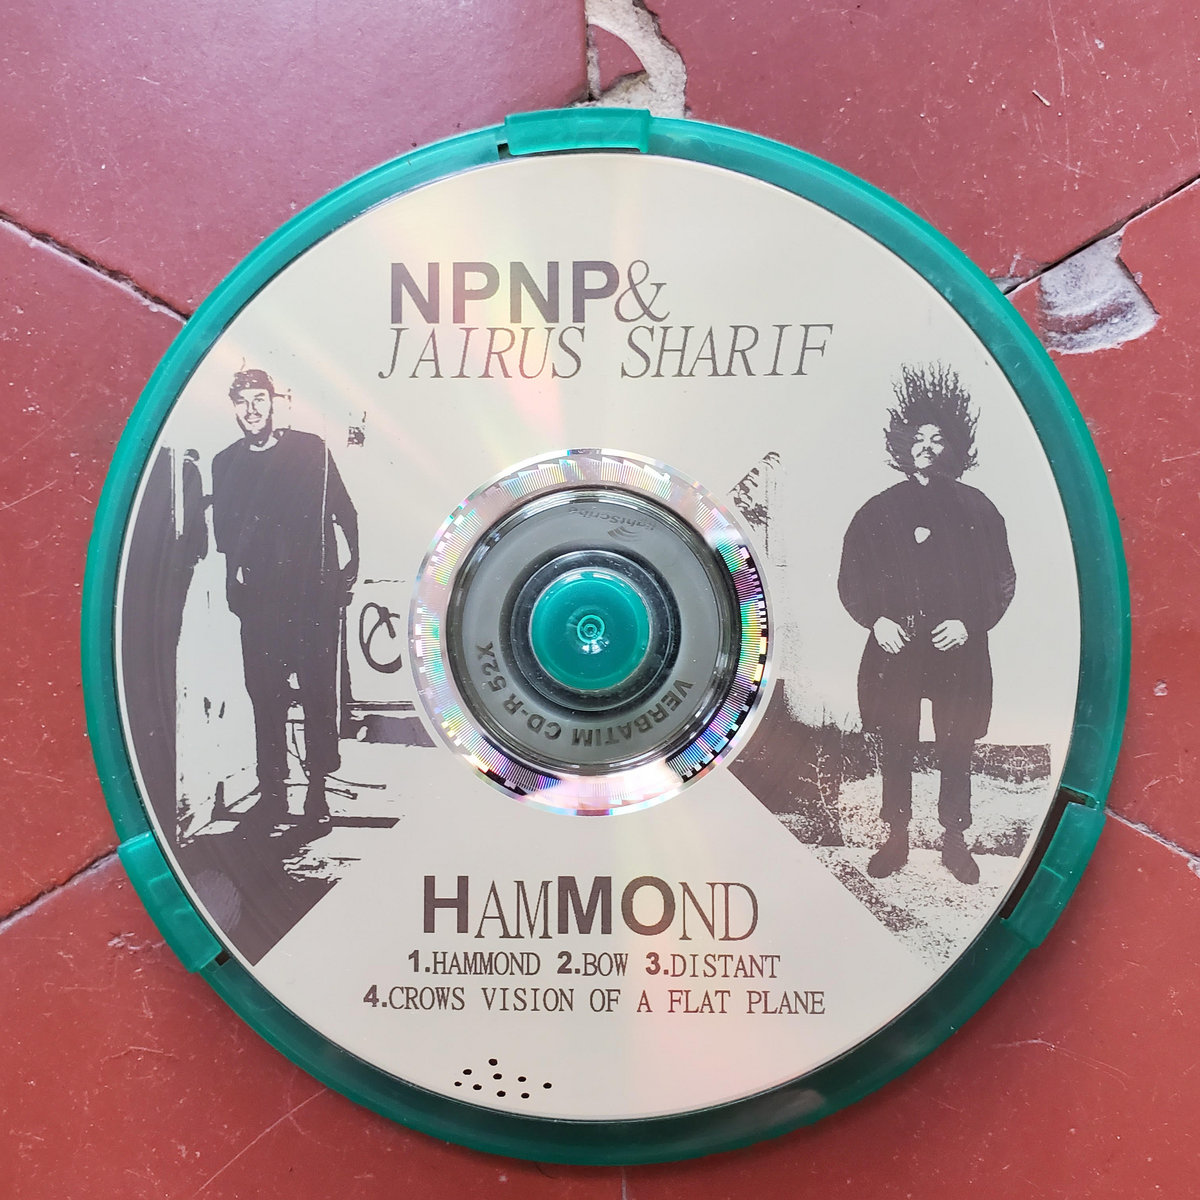 NPNP&
JAIRUS SHARIF
LightScribe
VERBATIM CD-R 52X
HAMMOND
1.HAMMOND 2.BOW 3.DISTANT
4.CROWS VISION OF A FLAT PLANE